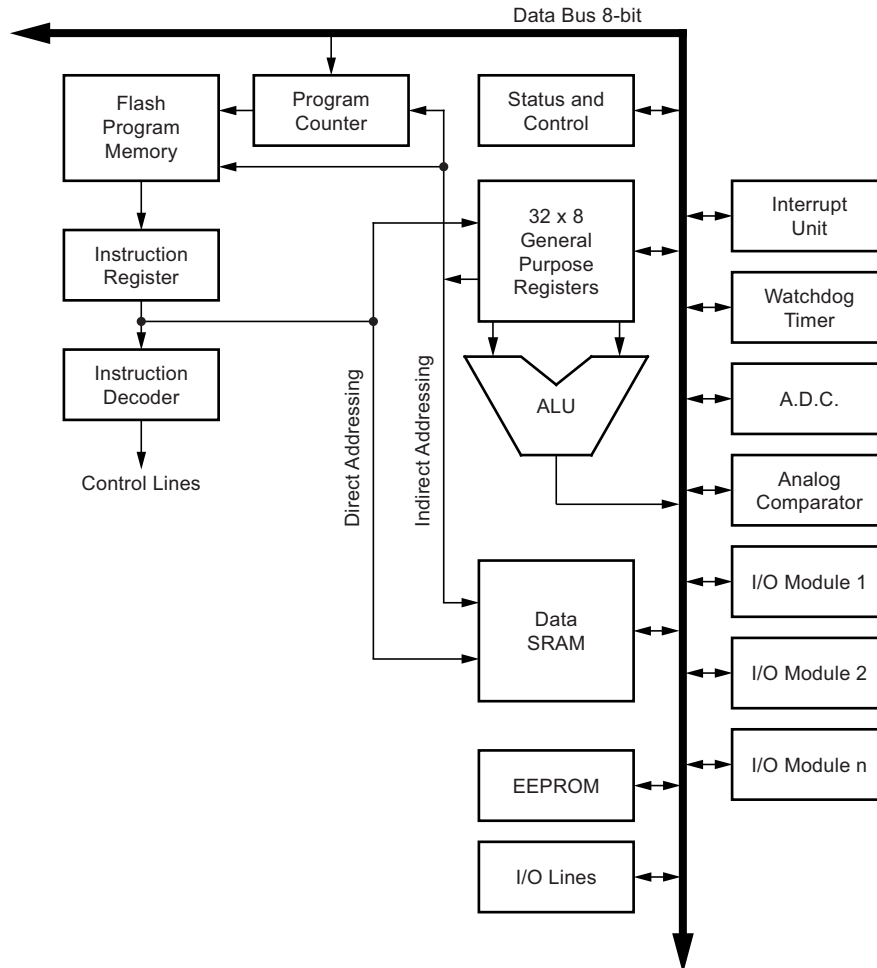 Data Bus 8-bit
Flash
Program
Memory
Program
Counter
Status and
Control
32 x 8
General
Purpose
Registers
Interrupt
Unit
Instruction
Register
Watchdog
Timer
Instruction
Decoder
Direct Addressing
Indirect Addressing
ALU
A.D.C.
Control Lines
Analog
Comparator
I/O Module 1
Data
SRAM
I/O Module 2
I/O Module n
EEPROM
I/O Lines